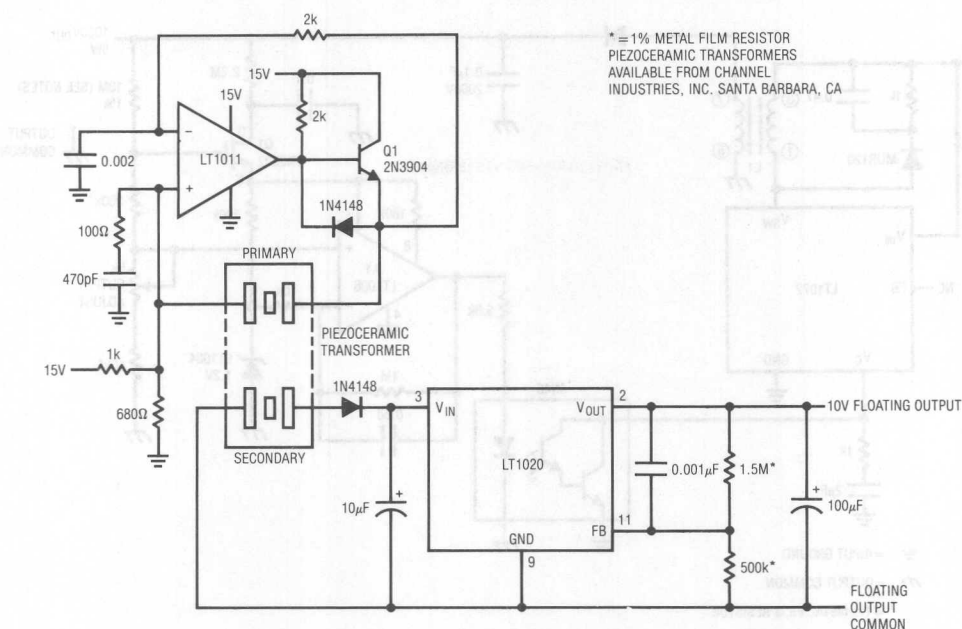 2k
* = 1% METAL FILM RESISTOR
PIEZOCERAMIC TRANSFORMERS
AVAILABLE FROM CHANNEL
INDUSTRIES, INC. SANTA BARBARA, CA
15V
15V
2k
−
LT1011
+
Q1
2N3904
0.002
1N4148
100Ω
470pF
PRIMARY
PIEZOCERAMIC
TRANSFORMER
1k
15V
680Ω
SECONDARY
1N4148
3
VIN
VOUT
2
10V FLOATING OUTPUT
LT1020
0.001µF
1.5M*
+
100µF
+
10µF
FB
11
GND
9
500k*
FLOATING
OUTPUT
COMMON